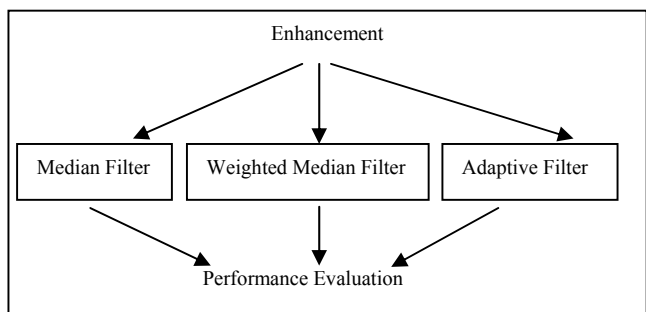 Enhancement
Median Filter
Weighted Median Filter
Adaptive Filter
Performance Evaluation